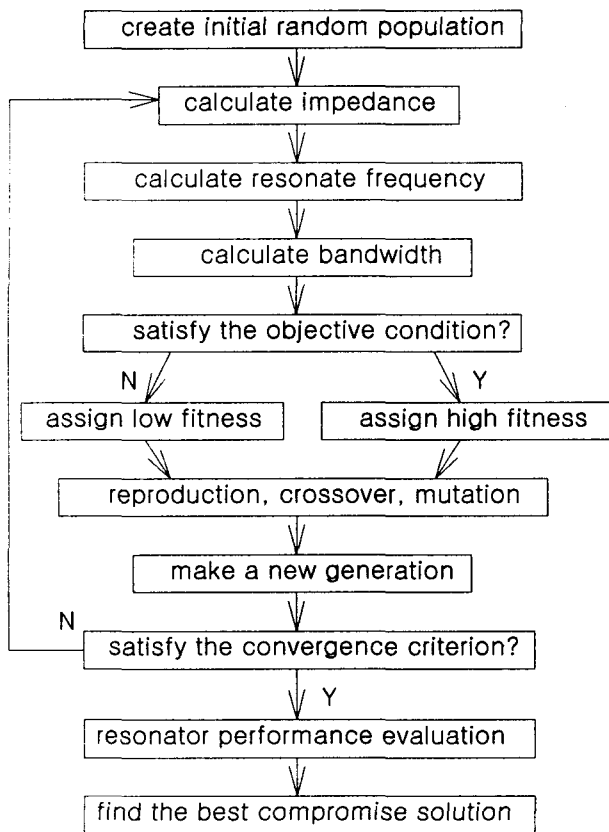 create initial random population
calculate impedance
calculate resonate frequency
calculate bandwidth
satisfy the objective condition?
N
Y
assign low fitness
assign high fitness
reproduction, crossover, mutation
make a new generation
N
satisfy the convergence criterion?
Y
resonator performance evaluation
find the best compromise solution